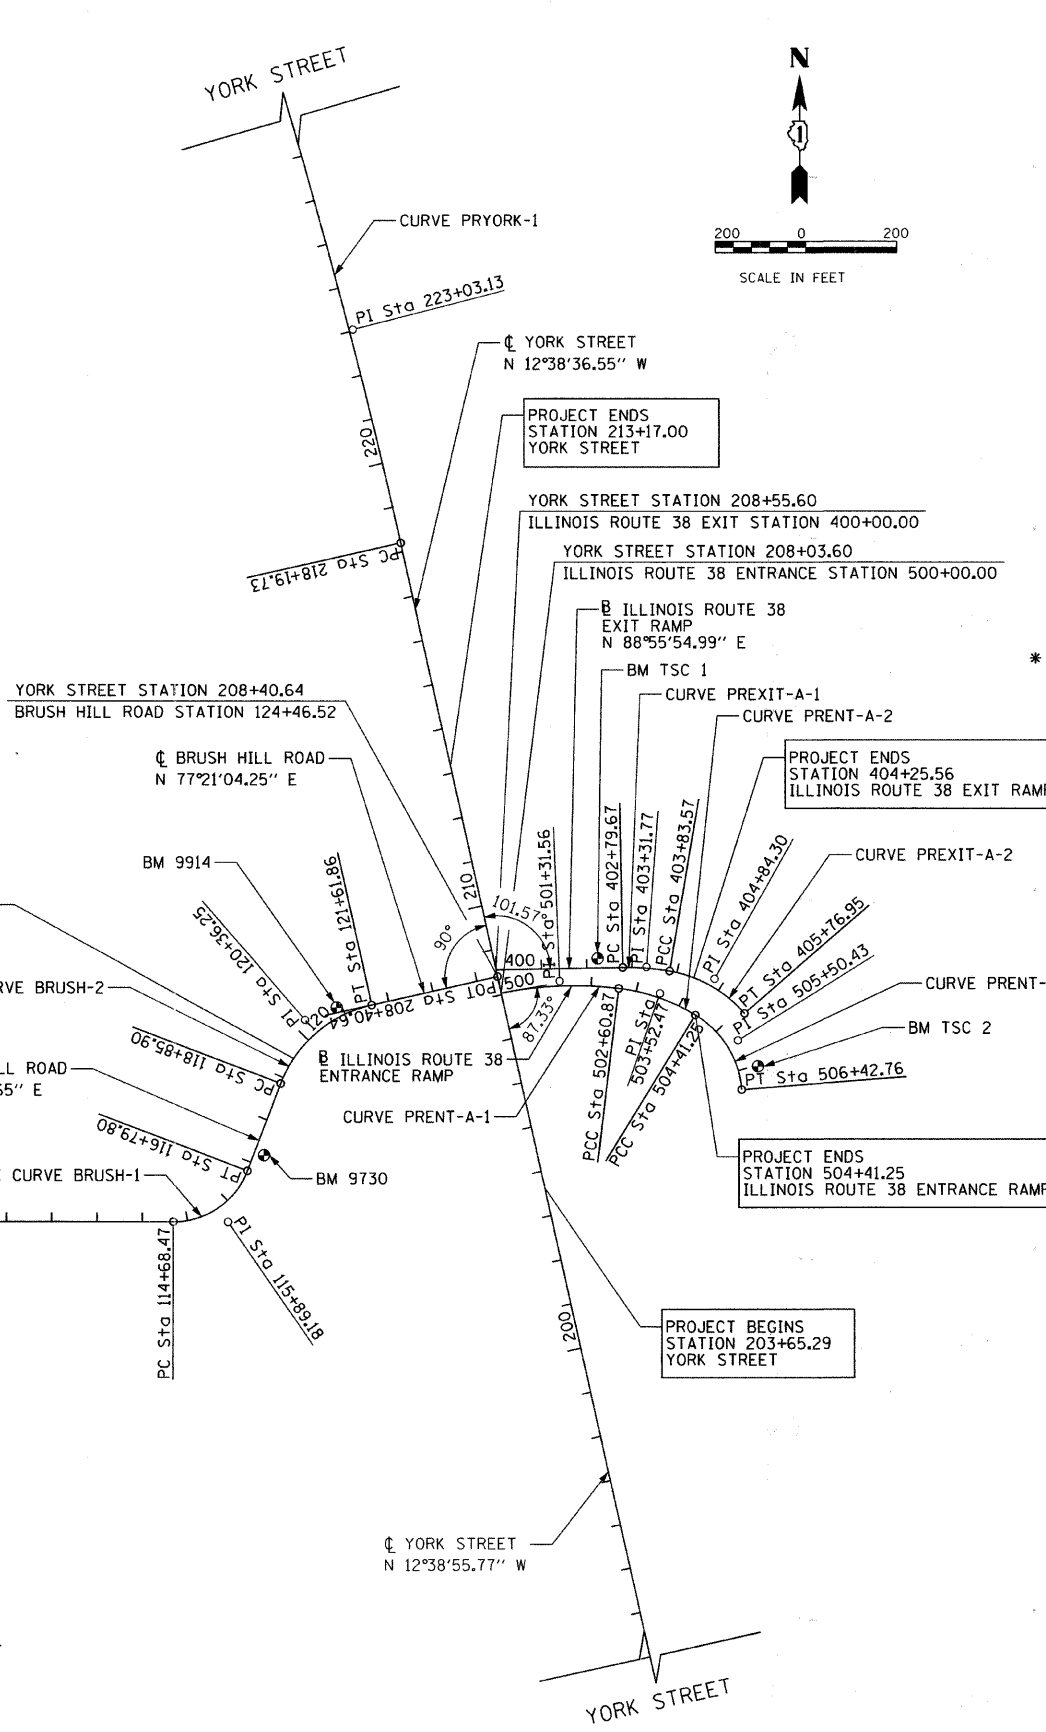 YORK STREET
N
1
200 0 200
SCALE IN FEET
CURVE PRYORK-1
PI Sta 223+03.13
℄ YORK STREET
N 12°38'36.55" W
PROJECT ENDS
STATION 213+17.00
YORK STREET
220
YORK STREET STATION 208+55.60
ILLINOIS ROUTE 38 EXIT STATION 400+00.00
YORK STREET STATION 208+03.60
ILLINOIS ROUTE 38 ENTRANCE STATION 500+00.00
PC Sta 218+19.73
B ILLINOIS ROUTE 38
EXIT RAMP
N 88°55'54.99" E
*
BM TSC 1
YORK STREET STATION 208+40.64
BRUSH HILL ROAD STATION 124+46.52
CURVE PREXIT-A-1
CURVE PRENT-A-2
℄ BRUSH HILL ROAD
N 77°21'04.25" E
PROJECT ENDS
STATION 404+25.56
ILLINOIS ROUTE 38 EXIT RAMP
BM 9914
CURVE PREXIT-A-2
PI Sta 120+36.25
PT Sta 121+61.86
210
90°
101.57°
PI Sta 501+31.56
PC Sta 402+79.67
PI Sta 403+31.77
PCC Sta 403+83.57
PI Sta 404+84.30
PT Sta 405+76.95
PI Sta 505+50.43
400
500
120
POT Sta
208+40.64
RVE BRUSH-2
CURVE PRENT-
PC Sta 118+85.90
87.33°
BM TSC 2
LL ROAD
55" E
B ILLINOIS ROUTE 38
ENTRANCE RAMP
PCC Sta 502+60.87
PI Sta
503+52.47
PCC Sta 504+41.25
PT Sta 506+42.76
CURVE PRENT-A-1
PT Sta 116+79.80
PROJECT ENDS
STATION 504+41.25
ILLINOIS ROUTE 38 ENTRANCE RAMP
CURVE BRUSH-1
BM 9730
PC Sta 114+68.47
PI Sta 115+89.18
200
PROJECT BEGINS
STATION 203+65.29
YORK STREET
℄ YORK STREET
N 12°38'55.77" W
YORK STREET